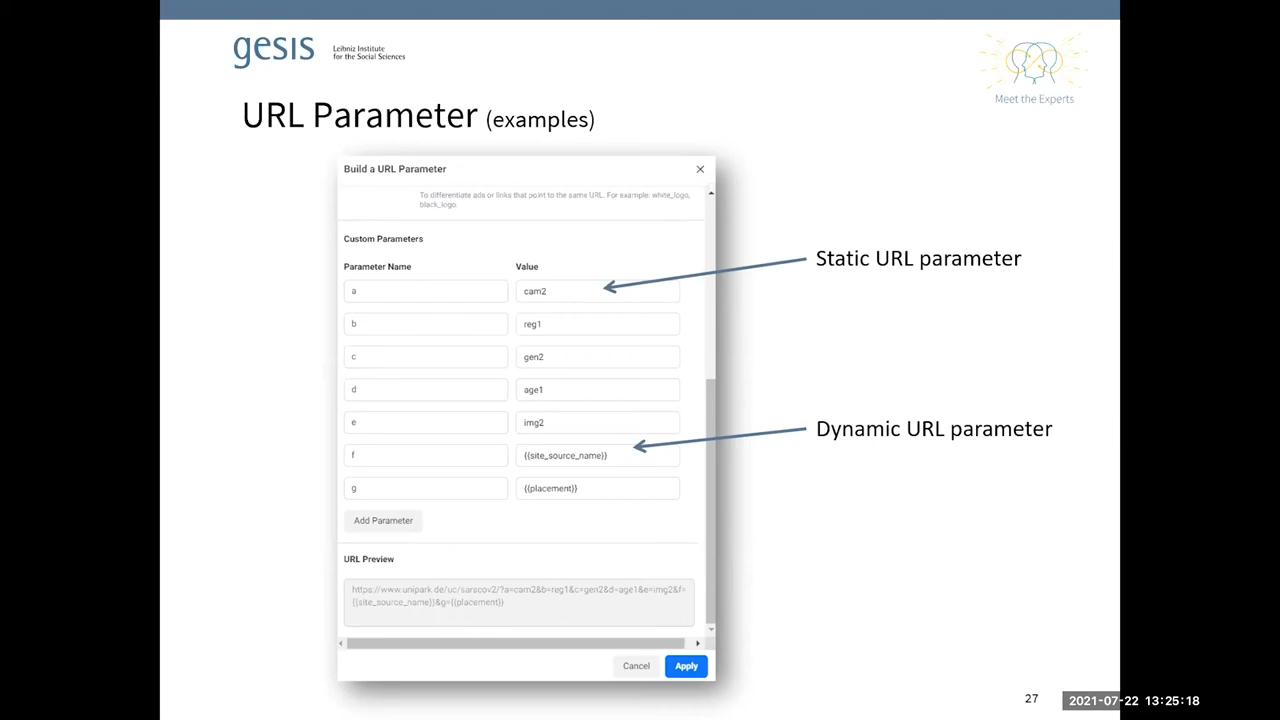 gesis
Leibniz Institute
for the Social Sciences
Meet the Experts
URL Parameter (examples)
Build a URL Parameter
To differentiate ads or links that point to the same URL. For example: white_logo,
black_logo.
Custom Parameters
Parameter Name Value
a cam2
b reg1
c gen2
d age1
e img2
f {{site_source_name}}
g {{placement}}
Add Parameter
URL Preview
https://www.unipark.de/uc/sarscov2/?a=cam2&b=reg1&c=gen2&d=age1&e=img2&f=
{{site_source_name}}&g={{placement}}
Cancel Apply
Static URL parameter
Dynamic URL parameter
27
2021-07-22 13:25:18